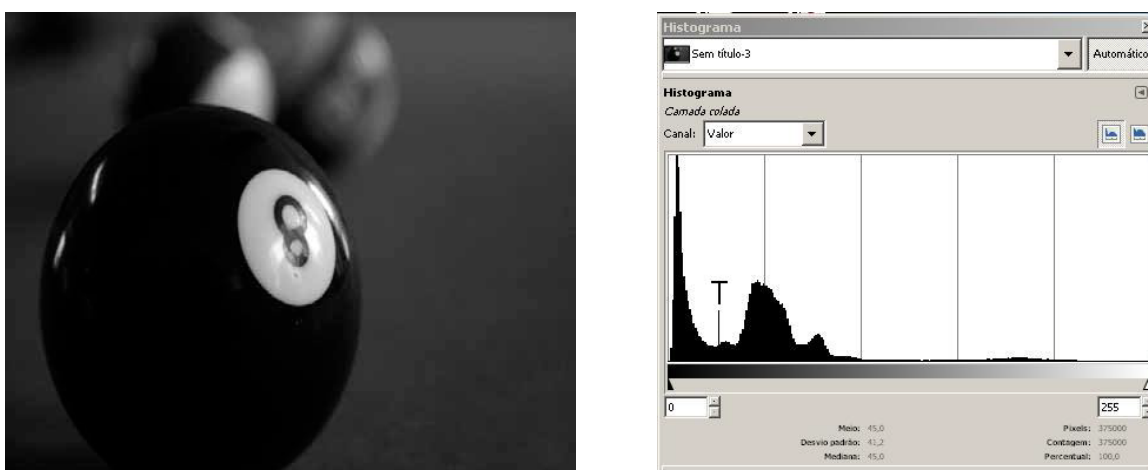 8
Histograma
Sem título-3
Automático
Histograma
Camada colada
Canal: Valor
T
0
255
Meio: 45,0
Pixels: 375000
Desvio padrão: 41,2
Contagem: 375000
Mediana: 45,0
Percentual: 100,0